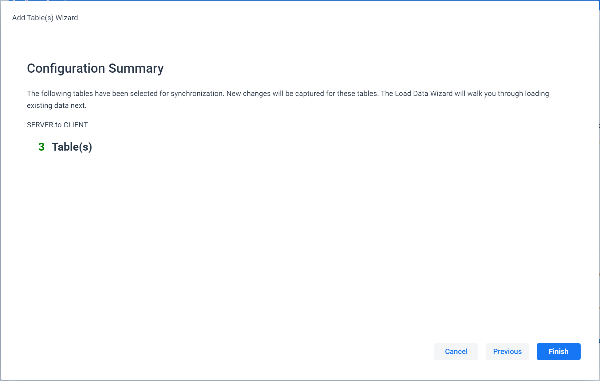 Add Table(s) Wizard
Configuration Summary
The following tables have been selected for synchronization. New changes will be captured for these tables. The Load Data Wizard will walk you through loading
existing data next.
SERVER to CLIENT
3 Table(s)
Cancel Previous Finish